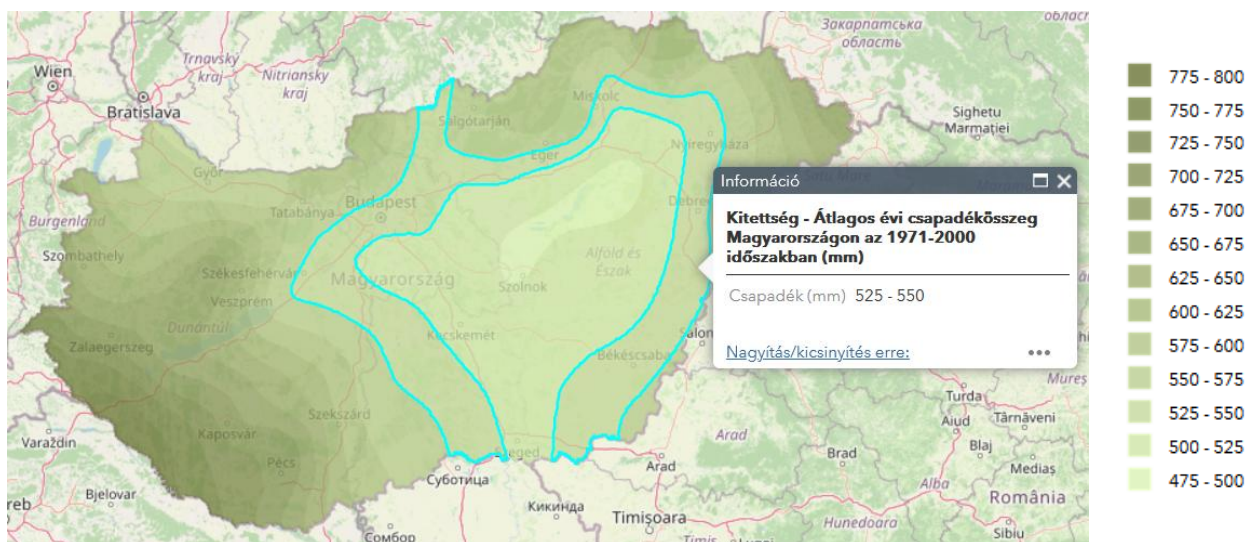 Wien
Bratislava
Trnavský
kraj
Nitriansky
kraj
Закарпатська
область
Sighetu
Marmației
Miskolc
Salgótarján
Nyíregyháza
Eger
Győr
Tatabánya
Budapest
Burgenland
Szombathely
Székesfehérvár
Magyarország
Veszprém
Dunántúl
Zalaegerszeg
Alföld és
Észak
Szolnok
Kecskemét
Békéscsaba
Szekszárd
Kaposvár
Pécs
Varaždin
Bjelovar
Суботица
Сомбор
Кикинда
Timișoara
Arad
Arad
Brad
Alba
Hunedoara
Sibiu
România
Mediaș
Blaj
Aiud
Târnăveni
Turda
Mureș
Információ
Kitettség - Átlagos évi csapadékösszeg
Magyarországon az 1971-2000
időszakban (mm)
Csapadék (mm) 525 - 550
Nagyítás/kicsinyítés erre:
775 - 800
750 - 775
725 - 750
700 - 725
675 - 700
650 - 675
625 - 650
600 - 625
575 - 600
550 - 575
525 - 550
500 - 525
475 - 500